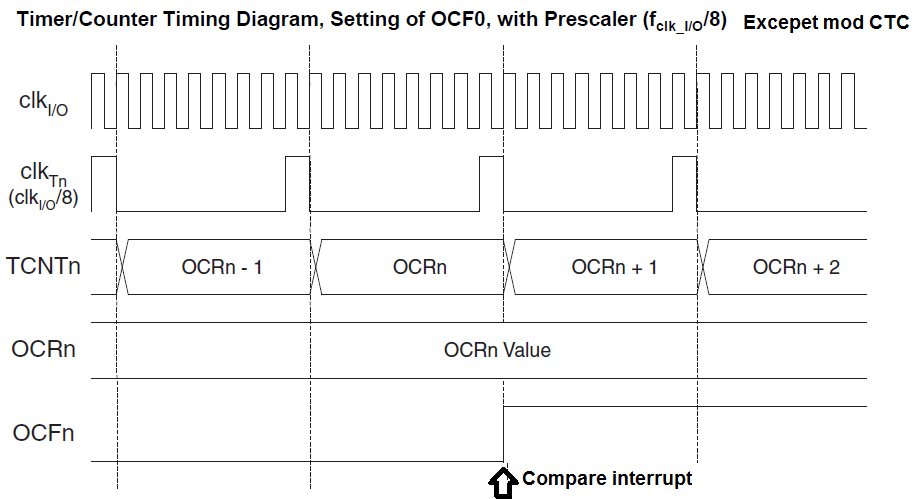 Timer/Counter Timing Diagram, Setting of OCF0, with Prescaler (fclk_I/O/8) Excepet mod CTC
clkI/O
clkTn
(clkI/O/8)
TCNTn OCRn - 1 OCRn OCRn + 1 OCRn + 2
OCRn OCRn Value
OCFn
Compare interrupt